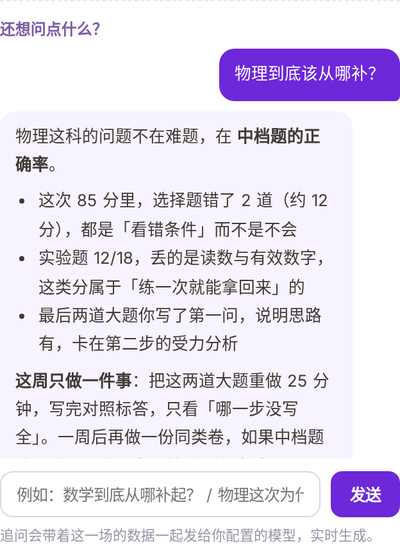 还想问点什么？
物理到底该从哪补？
物理这科的问题不在难题，在 中档题的正
确率。
• 这次 85 分里，选择题错了 2 道（约 12
分），都是「看错条件」而不是不会
• 实验题 12/18，丢的是读数与有效数字，
这类分属于「练一次就能拿回来」的
• 最后两道大题你写了第一问，说明思路
有，卡在第二步的受力分析
这周只做一件事：把这两道大题重做 25 分
钟，写完对照标答，只看「哪一步没写
全」。一周后再做一份同类卷，如果中档题
例如：数学到底从哪补起？ / 物理这次为什
发送
追问会带着这一场的数据一起发给你配置的模型，实时生成。